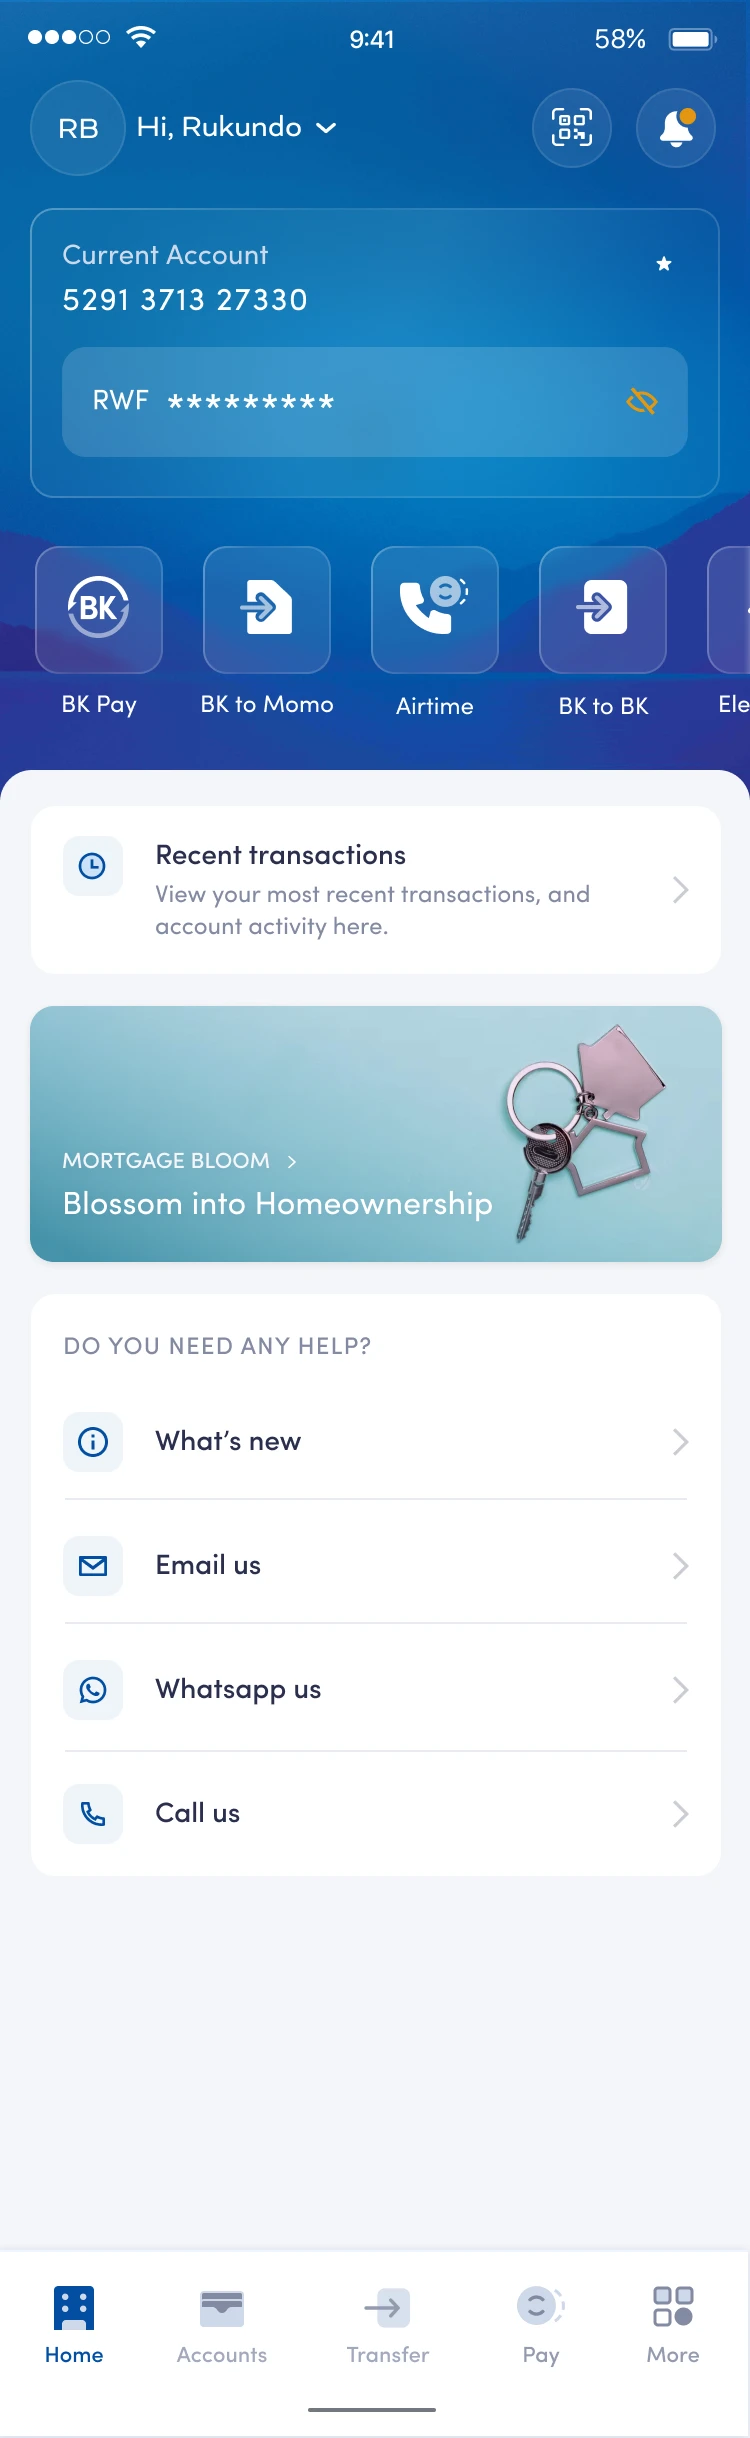 9:41
58%
RB
Hi, Rukundo
Current Account
5291 3713 27330
RWF *********
BK
BK Pay
BK to Momo
Airtime
BK to BK
Ele
Recent transactions
View your most recent transactions, and
account activity here.
MORTGAGE BLOOM
Blossom into Homeownership
DO YOU NEED ANY HELP?
What’s new
Email us
Whatsapp us
Call us
Home
Accounts
Transfer
Pay
More